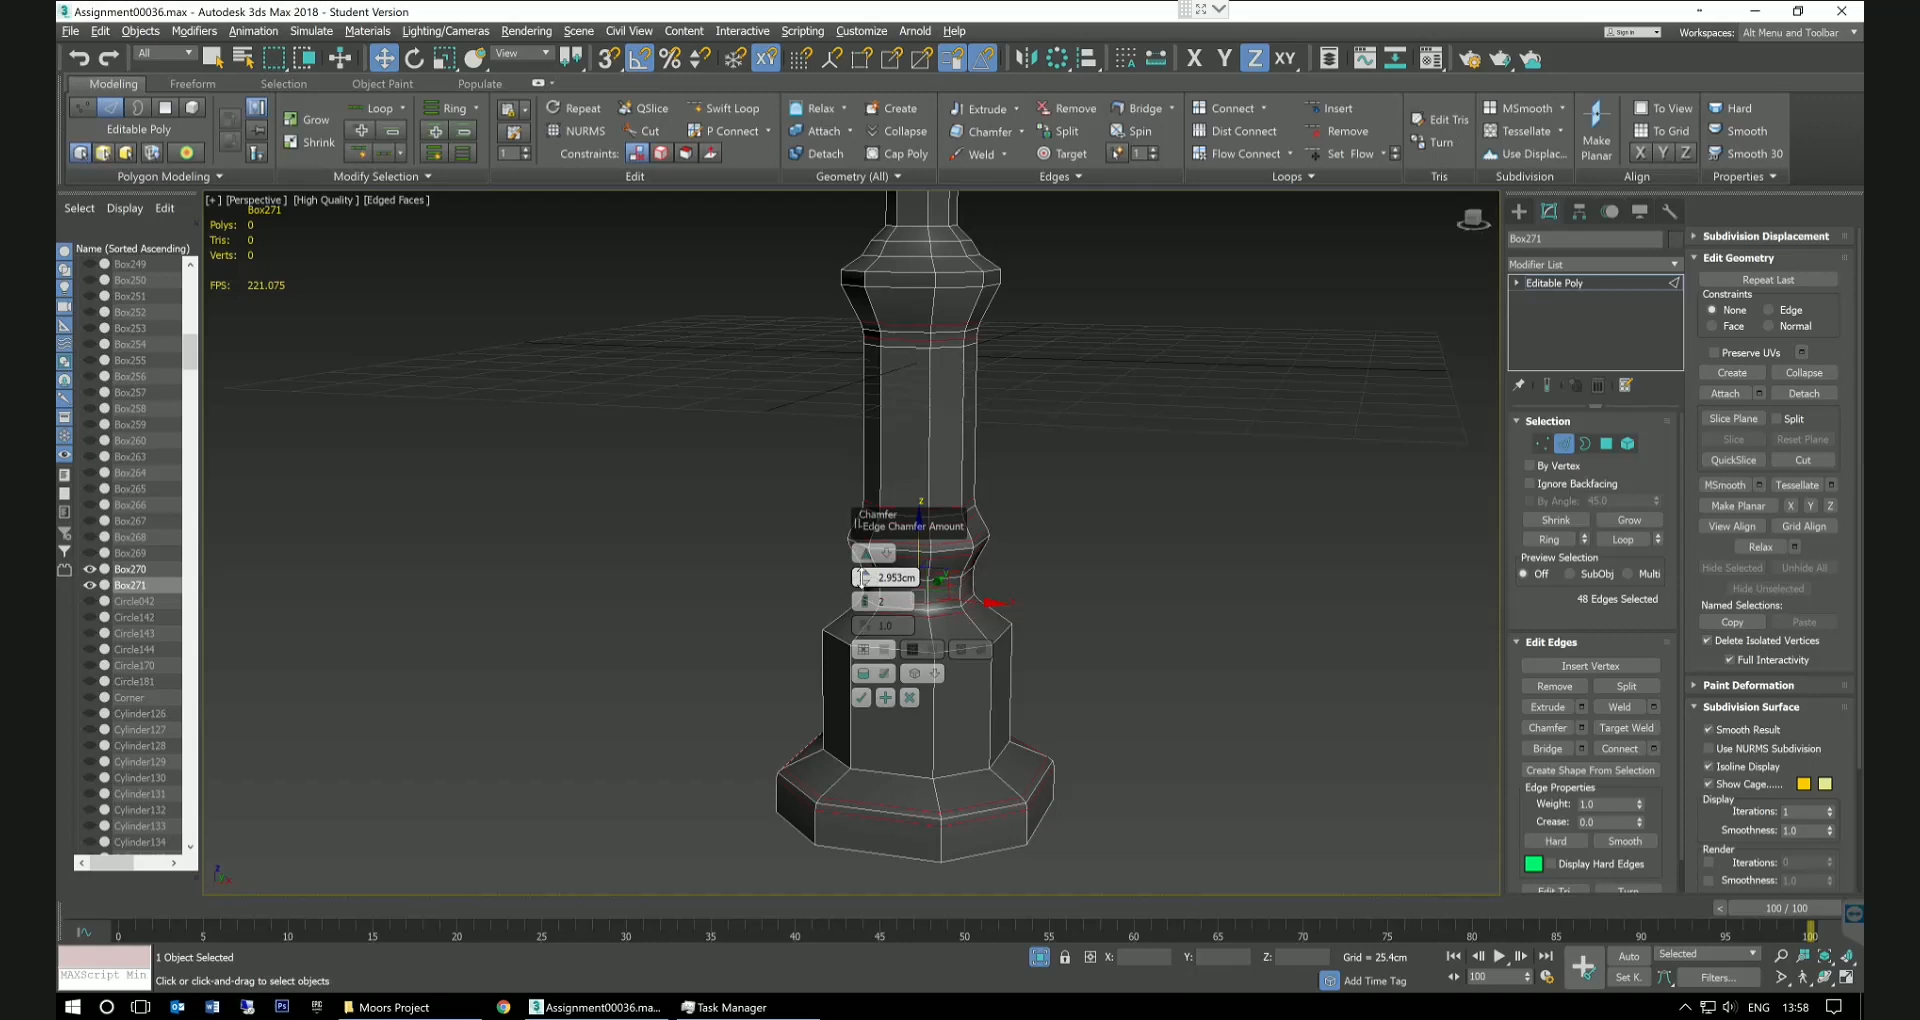 Assignment00036.max - Autodesk 3ds Max 2018 - Student Version
File Edit Objects Modifiers Animation Simulate Materials Lighting/Cameras Rendering Scene Civil View Content Interactive Scripting Customize Arnold Help
Sign In Workspaces: Alt Menu and Toolbar
All View X Y Z XY
Modeling Freeform Selection Object Paint Populate
Loop Ring Repeat QSlice Swift Loop Relax Create Extrude Remove Bridge Connect Insert MSmooth To View Hard
Editable Poly Grow NURMS Cut P Connect Attach Collapse Chamfer Split Spin Dist Connect Remove Edit Tris Tessellate Make Planar To Grid Smooth
Shrink 1 Constraints: Detach Cap Poly Weld Target 1 Flow Connect Set Flow Turn Use Displac... X Y Z Smooth 30
Polygon Modeling Modify Selection Edit Geometry (All) Edges Loops Tris Subdivision Align Properties
Select Display Edit
Name (Sorted Ascending)
Box249
Box250
Box251
Box252
Box253
Box254
Box255
Box256
Box257
Box258
Box259
Box260
Box263
Box264
Box265
Box266
Box267
Box268
Box269
Box270
Box271
Circle042
Circle142
Circle143
Circle144
Circle170
Circle181
Corner
Cylinder126
Cylinder127
Cylinder128
Cylinder129
Cylinder130
Cylinder131
Cylinder132
Cylinder133
Cylinder134
[+] [Perspective] [High Quality] [Edged Faces]
Box271
Polys: 0
Tris: 0
Verts: 0
FPS: 221.075
z
Chamfer
Edge Chamfer Amount
2.953cm
2
1.0
Box271
Modifier List
Editable Poly
Selection
By Vertex
Ignore Backfacing
By Angle: 45.0
Shrink Grow
Ring Loop
Preview Selection
Off SubObj Multi
48 Edges Selected
Edit Edges
Insert Vertex
Remove Split
Extrude Weld
Chamfer Target Weld
Bridge Connect
Create Shape From Selection
Edge Properties
Weight: 1.0
Crease: 0.0
Hard Smooth
Display Hard Edges
Edit Tri. Turn
Subdivision Displacement
Edit Geometry
Repeat Last
Constraints
None Edge
Face Normal
Preserve UVs
Create Collapse
Attach Detach
Slice Plane Split
Slice Reset Plane
QuickSlice Cut
MSmooth Tessellate
Make Planar X Y Z
View Align Grid Align
Relax
Hide Selected Unhide All
Hide Unselected
Named Selections:
Copy Paste
Delete Isolated Vertices
Full Interactivity
Paint Deformation
Subdivision Surface
Smooth Result
Use NURMS Subdivision
Isoline Display
Show Cage......
Display
Iterations: 1
Smoothness: 1.0
Render
Iterations: 0
Smoothness: 1.0
100 / 100
0 5 10 15 20 25 30 35 40 45 50 55 60 65 70 75 80 85 90 95 100
MAXScript Min
1 Object Selected
Click or click-and-drag to select objects
X: Y: Z: Grid = 25.4cm
Add Time Tag
100
Auto Selected
Set K. Filters...
Moors Project Assignment00036.ma... Task Manager
ENG 13:58